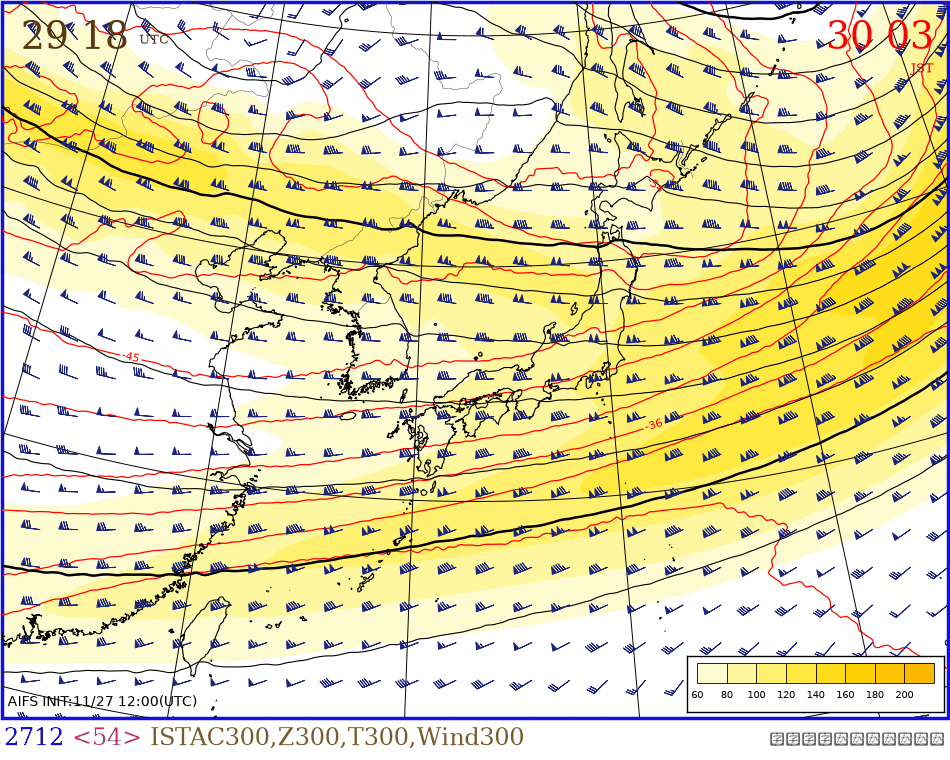 29 18 UTC
30 03
JST
-45
-36
60 80 100 120 140 160 180 200
AIFS INIT:11/27 12:00(UTC)
2712 <54> ISTAC300,Z300,T300,Wind300